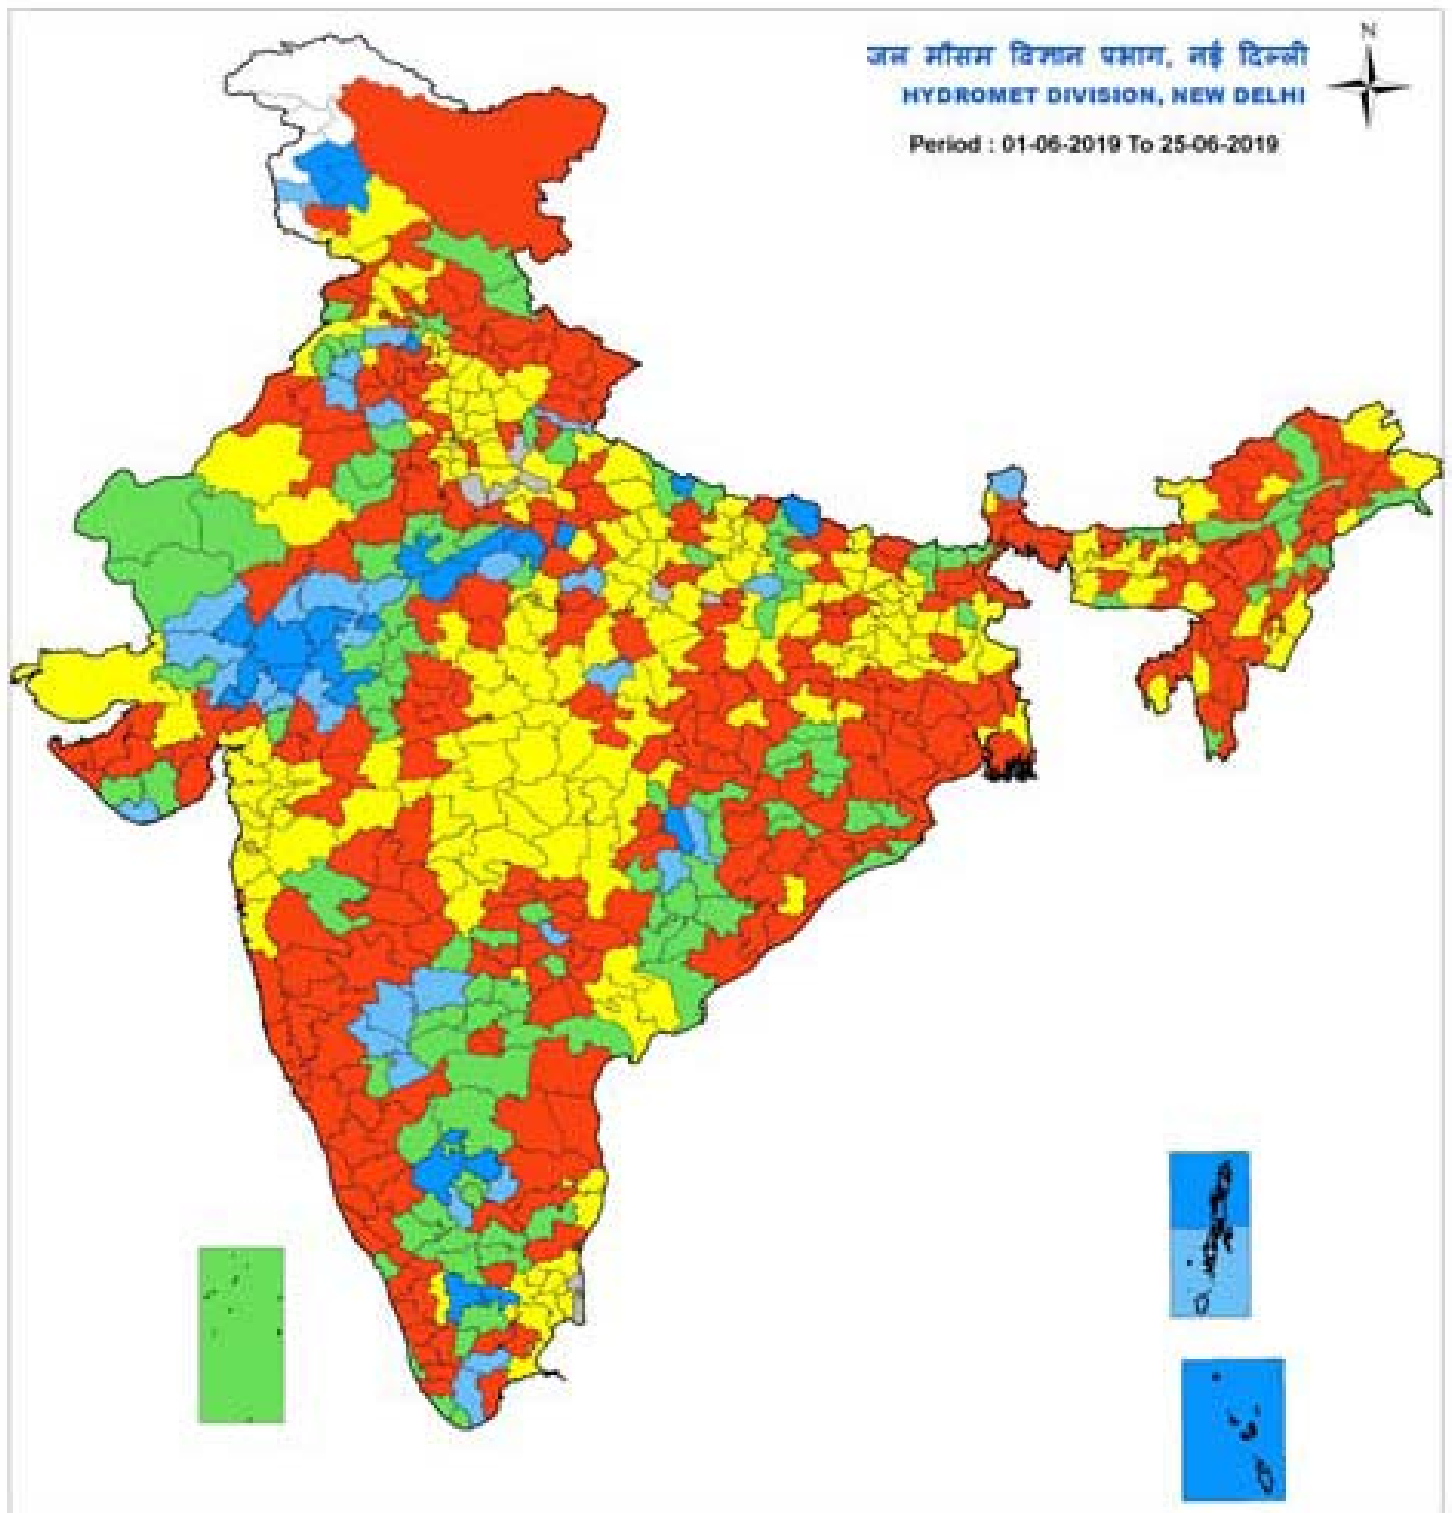 जल मौसम विज्ञान प्रभाग, नई दिल्ली
N
HYDROMET DIVISION, NEW DELHI
Period : 01-06-2019 To 25-06-2019